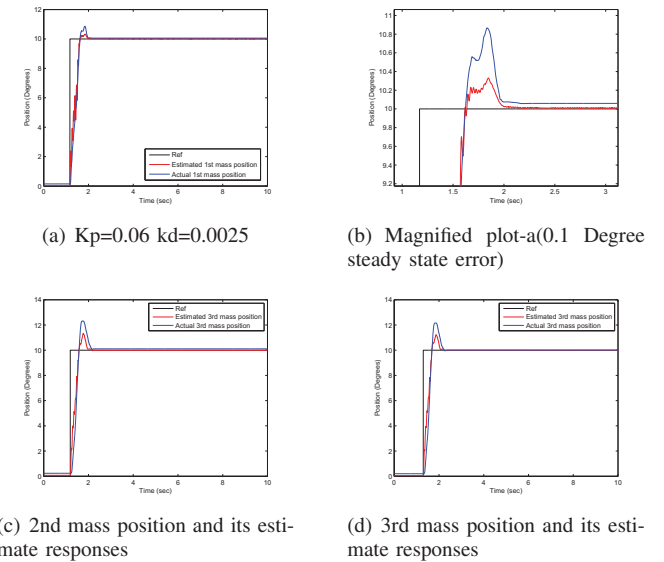 12
10
8
6
4
2
0
Position (Degrees)
Ref
Estimated 1st mass position
Actual 1st mass position
0 2 4 6 8 10
Time (sec)
(a) Kp=0.06 kd=0.0025
11
10.8
10.6
10.4
10.2
10
9.8
9.6
9.4
9.2
Position (Degrees)
1 1.5 2 2.5 3
Time (sec)
(b) Magnified plot-a(0.1 Degree
steady state error)
14
12
10
8
6
4
2
0
Position (Degrees)
Ref
Estimated 3rd mass position
Actual 3rd mass position
0 2 4 6 8 10
Time (sec)
(c) 2nd mass position and its esti-
mate responses
14
12
10
8
6
4
2
0
Position (Degrees)
Ref
Estimated 3rd mass position
Actual 3rd mass position
0 2 4 6 8 10
Time (sec)
(d) 3rd mass position and its esti-
mate responses